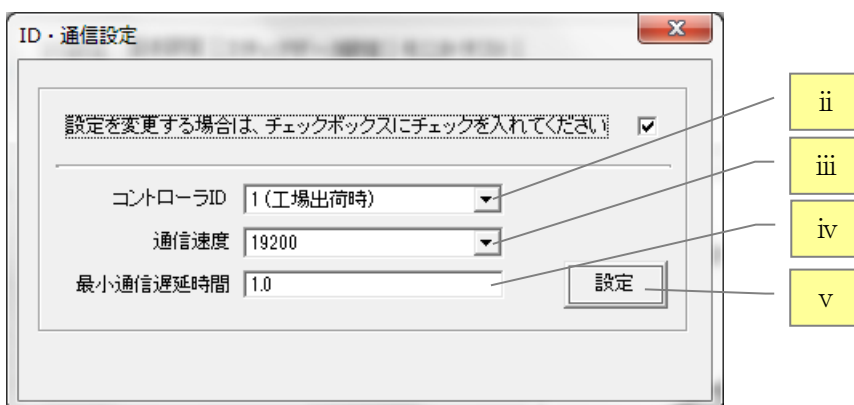 ID・通信設定
設定を変更する場合は、チェックボックスにチェックを入れてください
コントローラID 1(工場出荷時)
通信速度 19200
最小通信遅延時間 1.0
設定
ⅱ
ⅲ
ⅳ
ⅴ